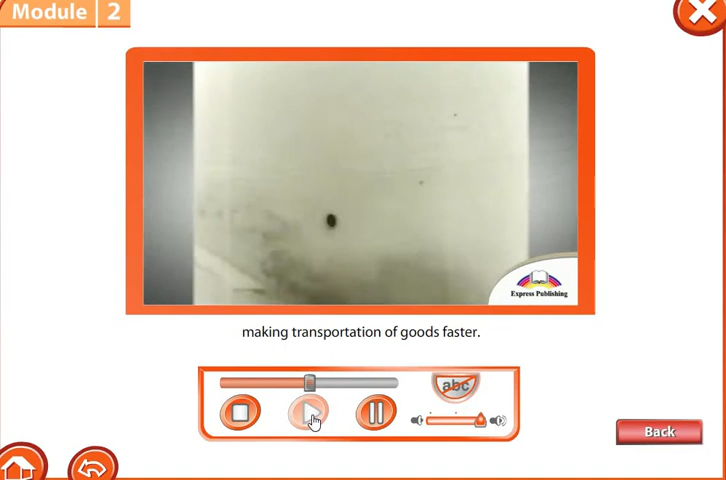 Module 2
Express Publishing
making transportation of goods faster.
abc
Back